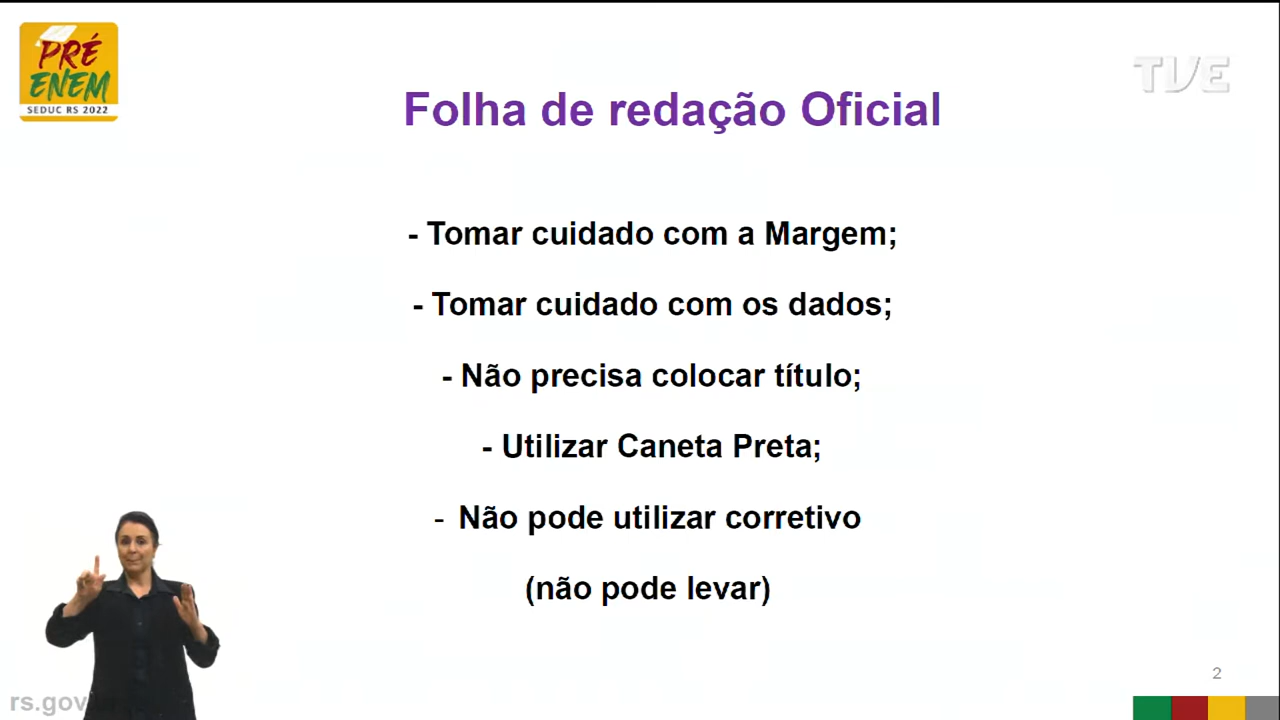 PRÉ
ENEM
SEDUC RS 2022
TVE
Folha de redação Oficial
- Tomar cuidado com a Margem;
- Tomar cuidado com os dados;
- Não precisa colocar título;
- Utilizar Caneta Preta;
- Não pode utilizar corretivo
(não pode levar)
2
rs.gov